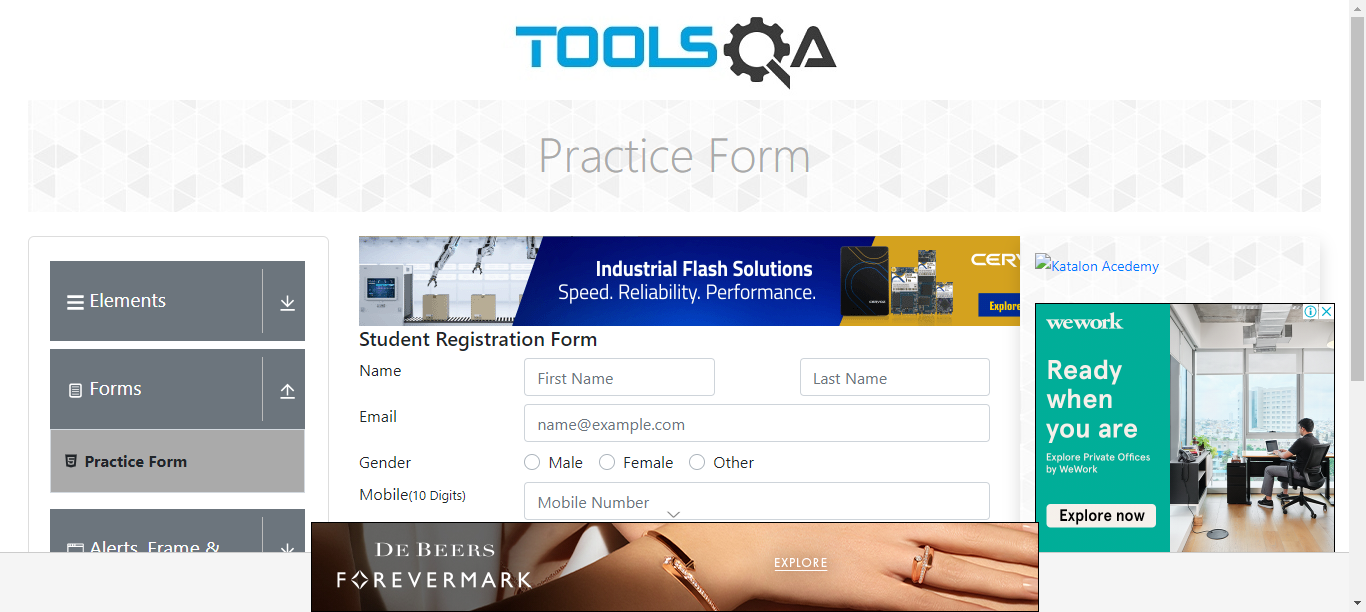 TOOLSQA
Practice Form
Elements
Forms
Practice Form
Alerts, Frame &
Industrial Flash Solutions
Speed. Reliability. Performance.
Explore
Student Registration Form
Name
First Name
Last Name
Email
name@example.com
Gender
Male
Female
Other
Mobile(10 Digits)
Mobile Number
Katalon Acedemy
wework
Ready
when
you are
Explore Private Offices
by WeWork
Explore now
DE BEERS
FOREVERMARK
EXPLORE